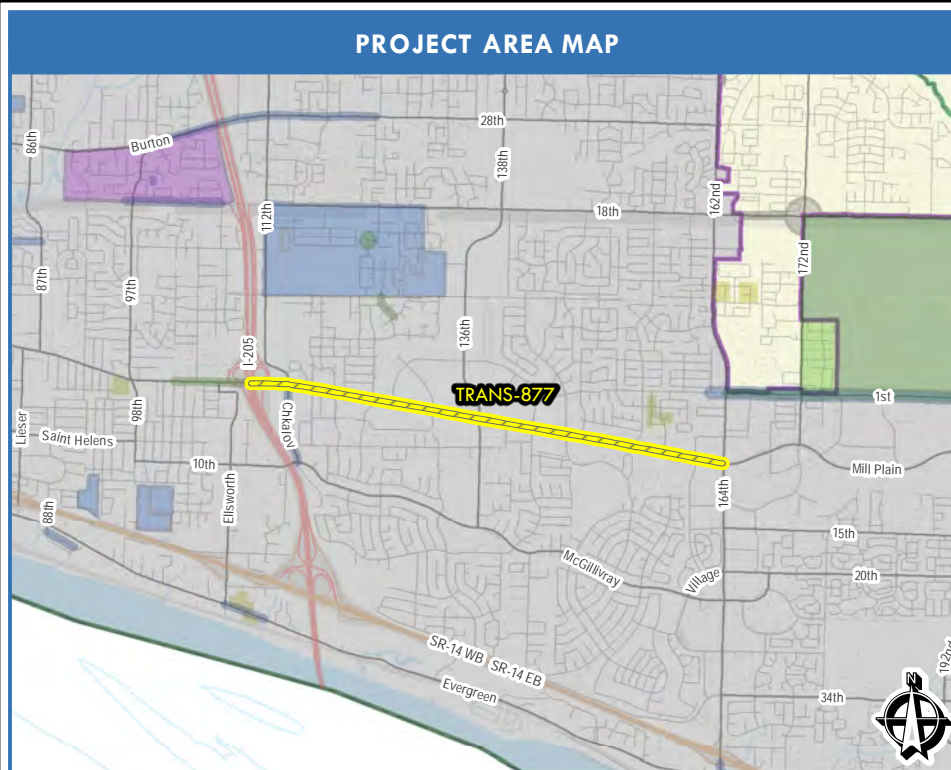 PROJECT AREA MAP
86th
Burton
28th
138th
112th
18th
162nd
172nd
87th
97th
136th
I-205
TRANS-877
1st
Chkalov
98th
Lieser
Saint Helens
10th
Ellsworth
Mill Plain
164th
88th
15th
McGillivray
Village
20th
SR-14 WB
SR-14 EB
192nd
Evergreen
34th
N